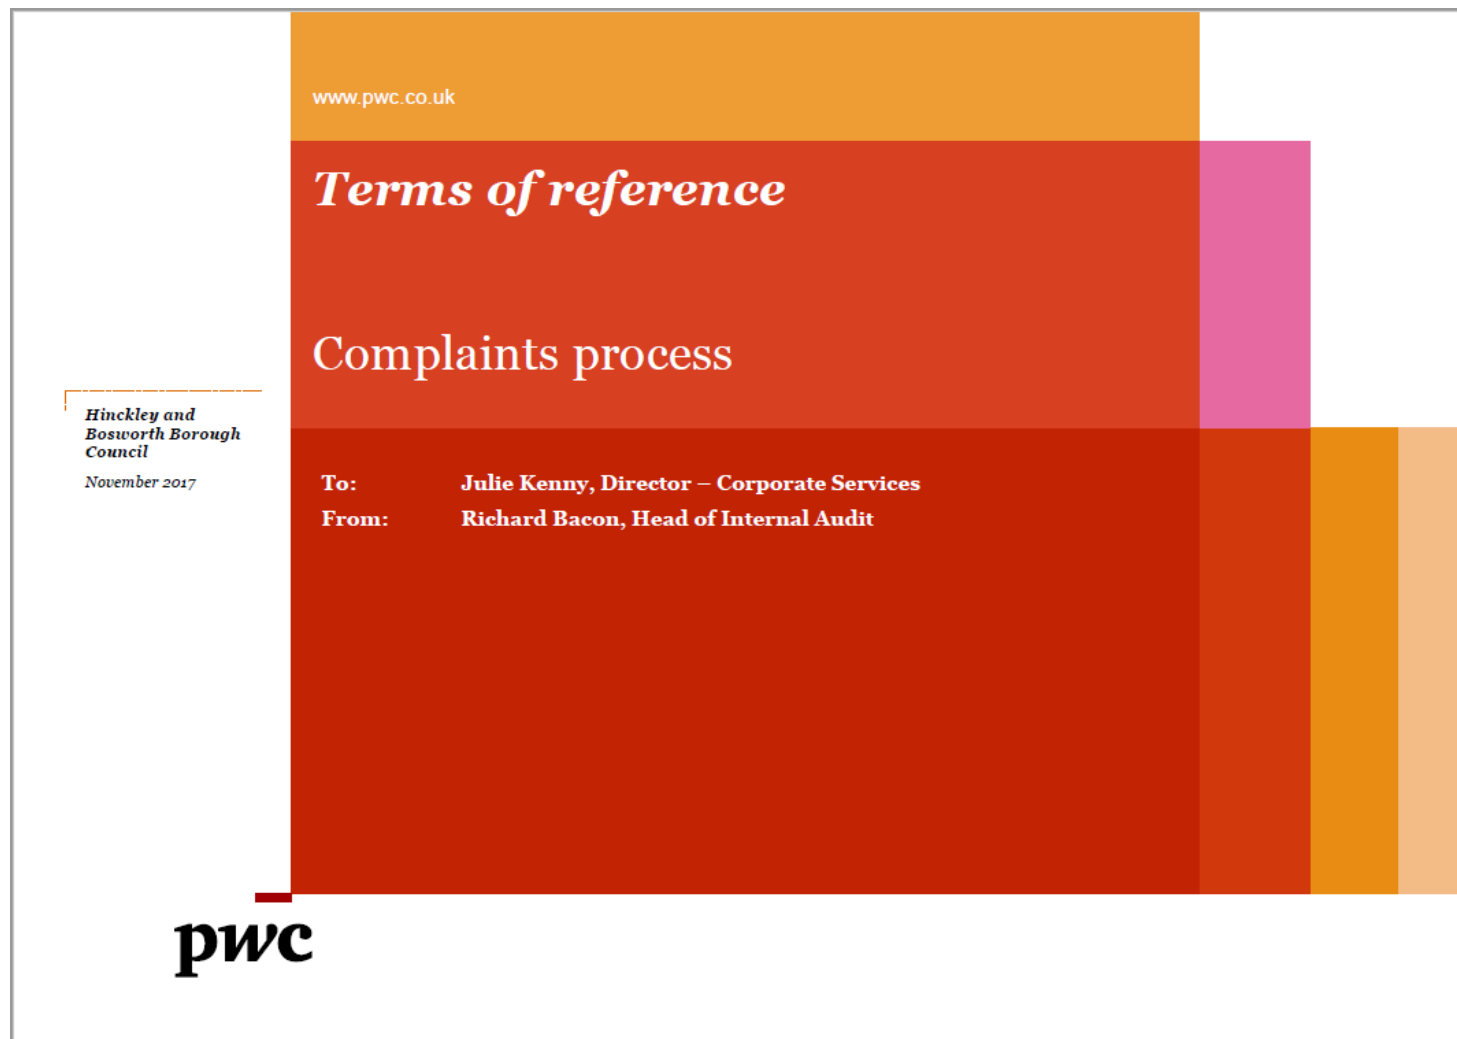 www.pwc.co.uk
Terms of reference
Complaints process
Hinckley and
Bosworth Borough
Council
November 2017
To: Julie Kenny, Director – Corporate Services
From: Richard Bacon, Head of Internal Audit
pwc